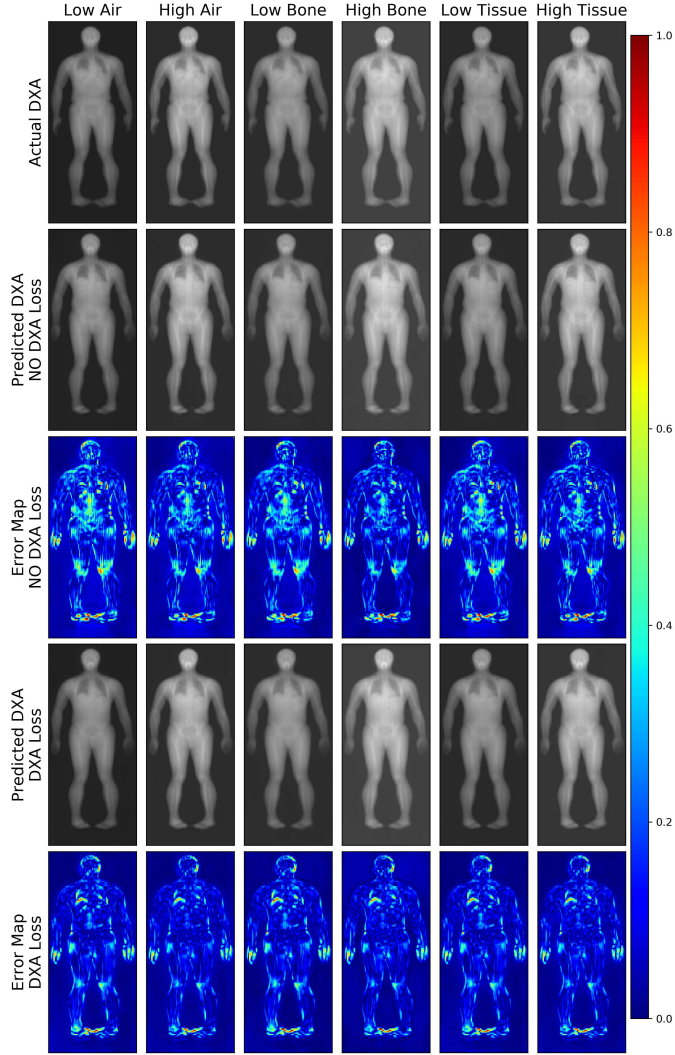 Low Air
High Air
Low Bone
High Bone
Low Tissue
High Tissue
Actual DXA
Predicted DXA
NO DXA Loss
Error Map
NO DXA Loss
Predicted DXA
DXA Loss
Error Map
DXA Loss
1.0
0.8
0.6
0.4
0.2
0.0